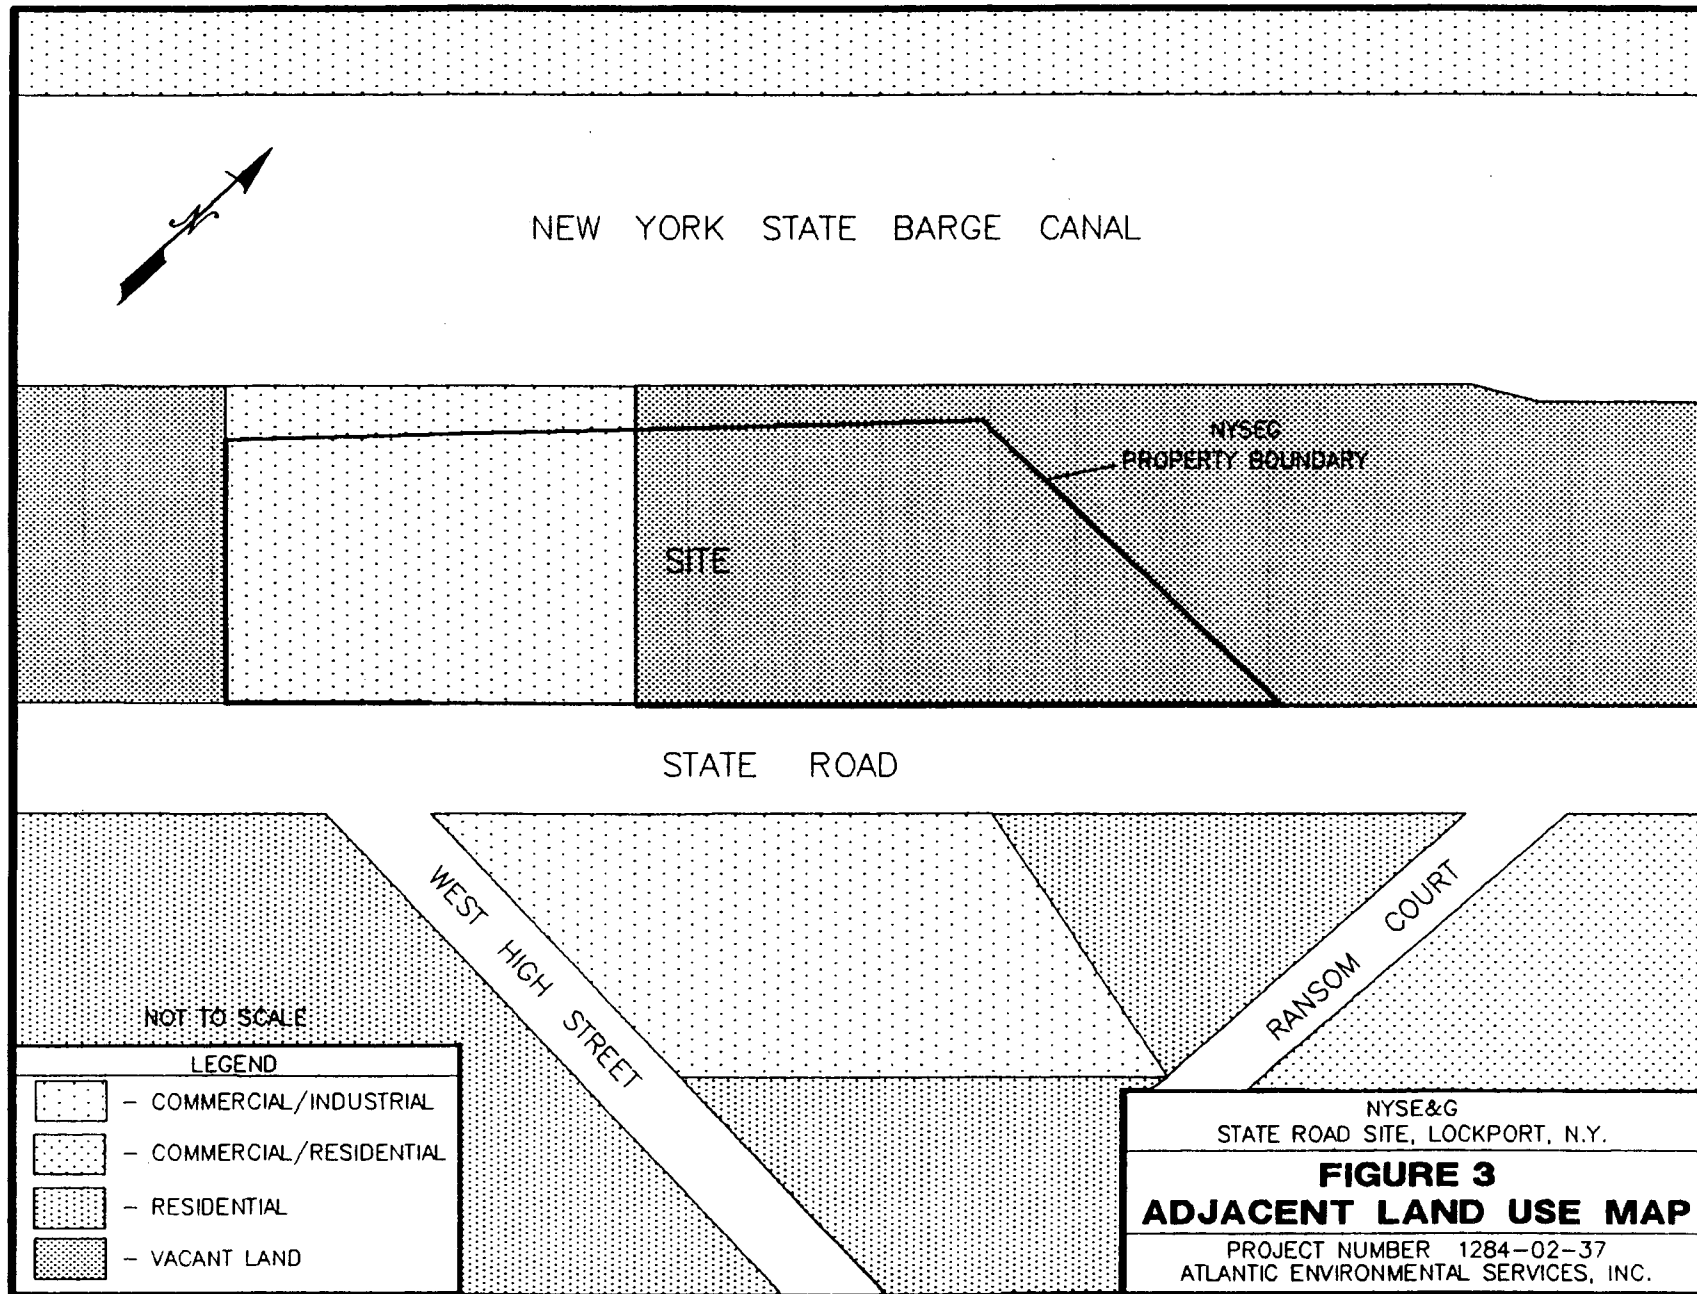 N
NEW YORK STATE BARGE CANAL
NYSEG
PROPERTY BOUNDARY
SITE
STATE ROAD
WEST HIGH STREET
RANSOM COURT
NOT TO SCALE
LEGEND
- COMMERCIAL/INDUSTRIAL
- COMMERCIAL/RESIDENTIAL
- RESIDENTIAL
- VACANT LAND
NYSE&G
STATE ROAD SITE, LOCKPORT, N.Y.
FIGURE 3
ADJACENT LAND USE MAP
PROJECT NUMBER 1284-02-37
ATLANTIC ENVIRONMENTAL SERVICES, INC.